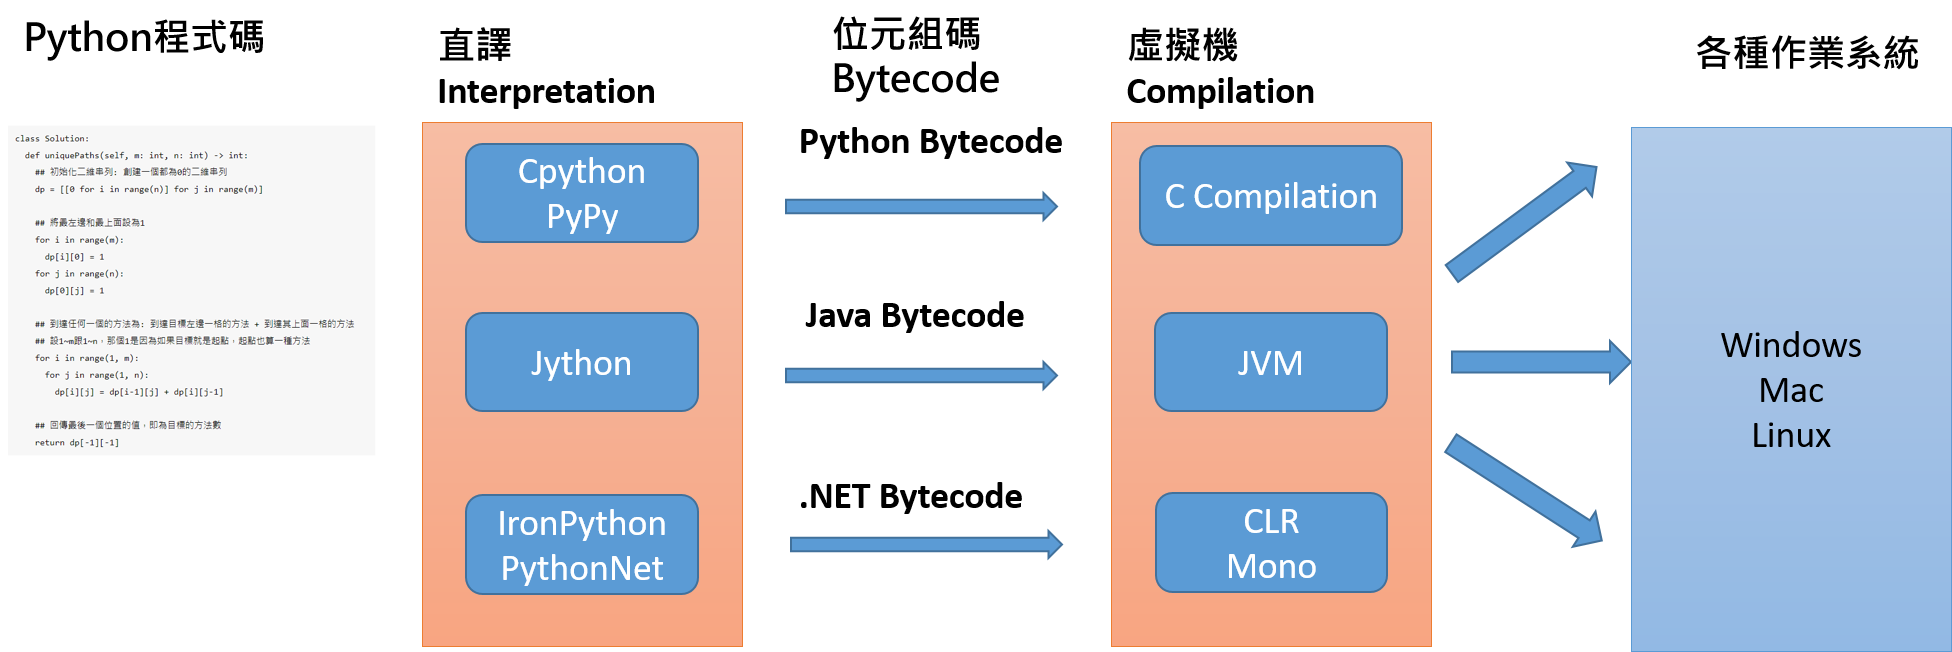 Python程式碼
class Solution:
def uniquePaths(self, m: int, n: int) -> int:
## 初始化二維串列: 創建一個都為0的二維串列
dp = [[0 for i in range(n)] for j in range(m)]
## 將最左邊和最上面設為1
for i in range(m):
dp[i][0] = 1
for j in range(n):
dp[0][j] = 1
## 到達任何一個的方法為: 到達目標左邊一格的方法 + 到達其上面一格的方法
## 設1~m跟1~n，那個1是因為如果目標就是起點，起點也算一種方法
for i in range(1, m):
for j in range(1, n):
dp[i][j] = dp[i-1][j] + dp[i][j-1]
## 回傳最後一個位置的值，即為目標的方法數
return dp[-1][-1]
直譯
Interpretation
Cpython
PyPy
Jython
IronPython
PythonNet
位元組碼
Bytecode
Python Bytecode
Java Bytecode
.NET Bytecode
虛擬機
Compilation
C Compilation
JVM
CLR
Mono
各種作業系統
Windows
Mac
Linux